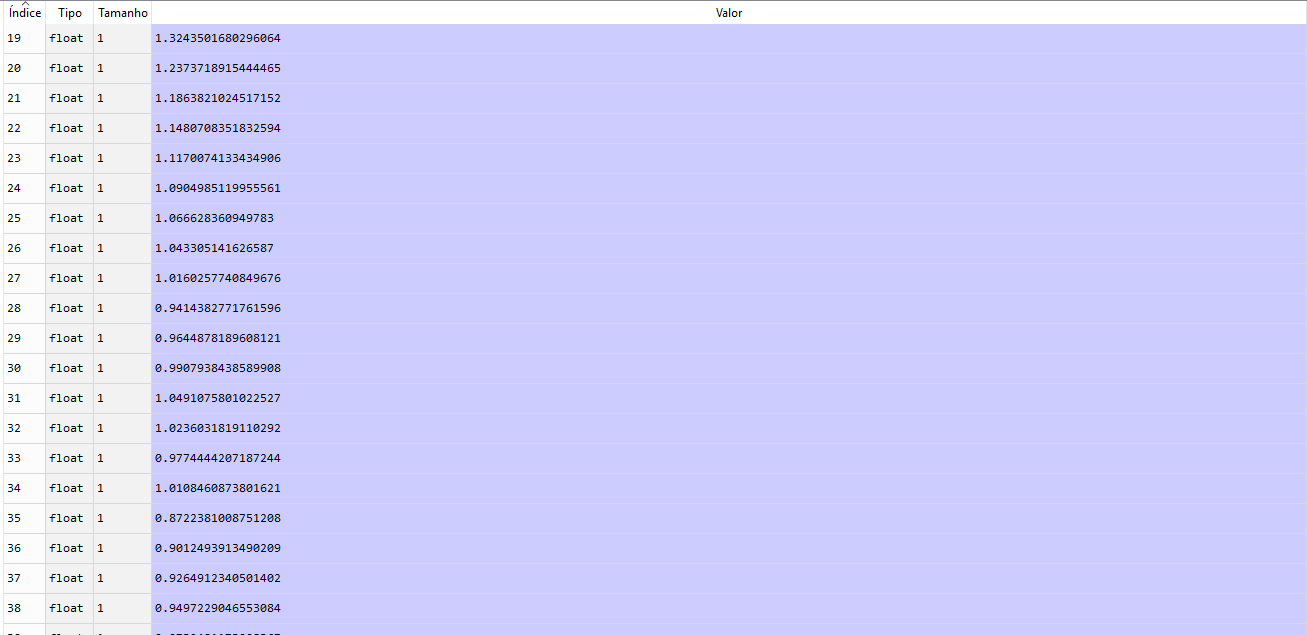 Índice Tipo Tamanho Valor
19 float 1 1.3243501680296064
20 float 1 1.2373718915444465
21 float 1 1.1863821024517152
22 float 1 1.1480708351832594
23 float 1 1.1170074133434906
24 float 1 1.0904985119955561
25 float 1 1.066628360949783
26 float 1 1.043305141626587
27 float 1 1.0160257740849676
28 float 1 0.9414382771761596
29 float 1 0.9644878189608121
30 float 1 0.9907938438589908
31 float 1 1.0491075801022527
32 float 1 1.0236031819110292
33 float 1 0.9774444207187244
34 float 1 1.0108460873801621
35 float 1 0.8722381008751208
36 float 1 0.9012493913490209
37 float 1 0.9264912340501402
38 float 1 0.9497229046553084